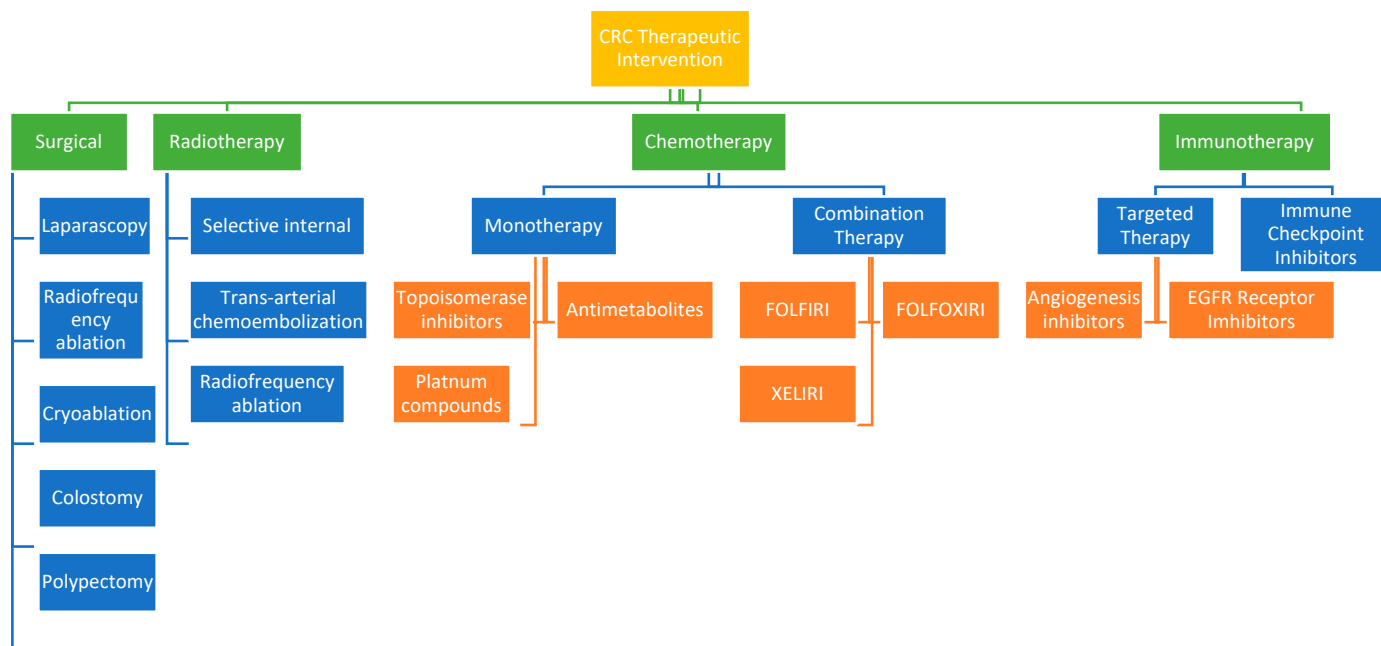 CRC Therapeutic
Intervention
Surgical
Radiotherapy
Chemotherapy
Immunotherapy
Laparascopy
Radiofrequ
ency
ablation
Cryoablation
Colostomy
Polypectomy
Selective internal
Trans-arterial
chemoembolization
Radiofrequency
ablation
Monotherapy
Topoisomerase
inhibitors
Antimetabolites
Platnum
compounds
Combination
Therapy
FOLFIRI
FOLFOXIRI
XELIRI
Targeted
Therapy
Angiogenesis
inhibitors
EGFR Receptor
Imhibitors
Immune
Checkpoint
Inhibitors